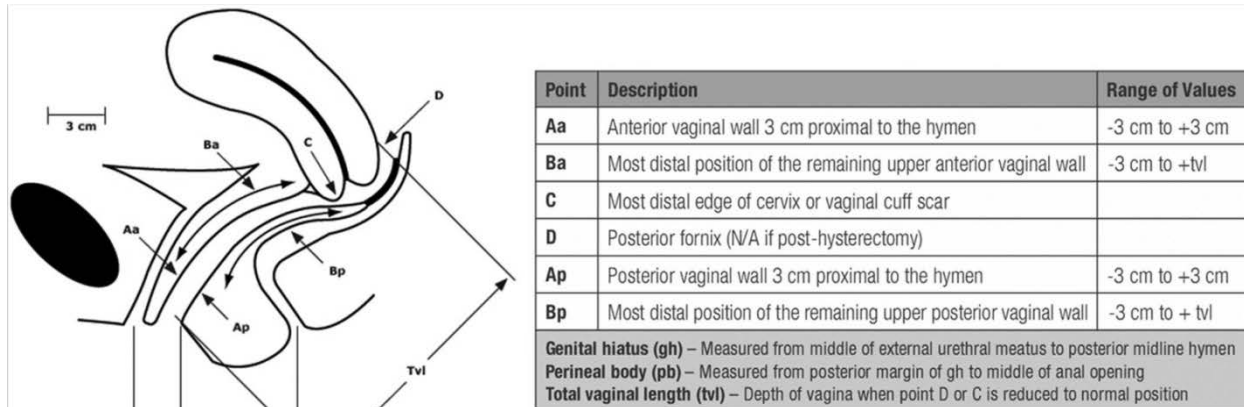 D
3 cm
Ba
C
Aa
Bp
Ap
Tvl
Point Description Range of Values
Aa Anterior vaginal wall 3 cm proximal to the hymen -3 cm to +3 cm
Ba Most distal position of the remaining upper anterior vaginal wall -3 cm to +tvl
C Most distal edge of cervix or vaginal cuff scar
D Posterior fornix (N/A if post-hysterectomy)
Ap Posterior vaginal wall 3 cm proximal to the hymen -3 cm to +3 cm
Bp Most distal position of the remaining upper posterior vaginal wall -3 cm to + tvl
Genital hiatus (gh) – Measured from middle of external urethral meatus to posterior midline hymen
Perineal body (pb) – Measured from posterior margin of gh to middle of anal opening
Total vaginal length (tvl) – Depth of vagina when point D or C is reduced to normal position